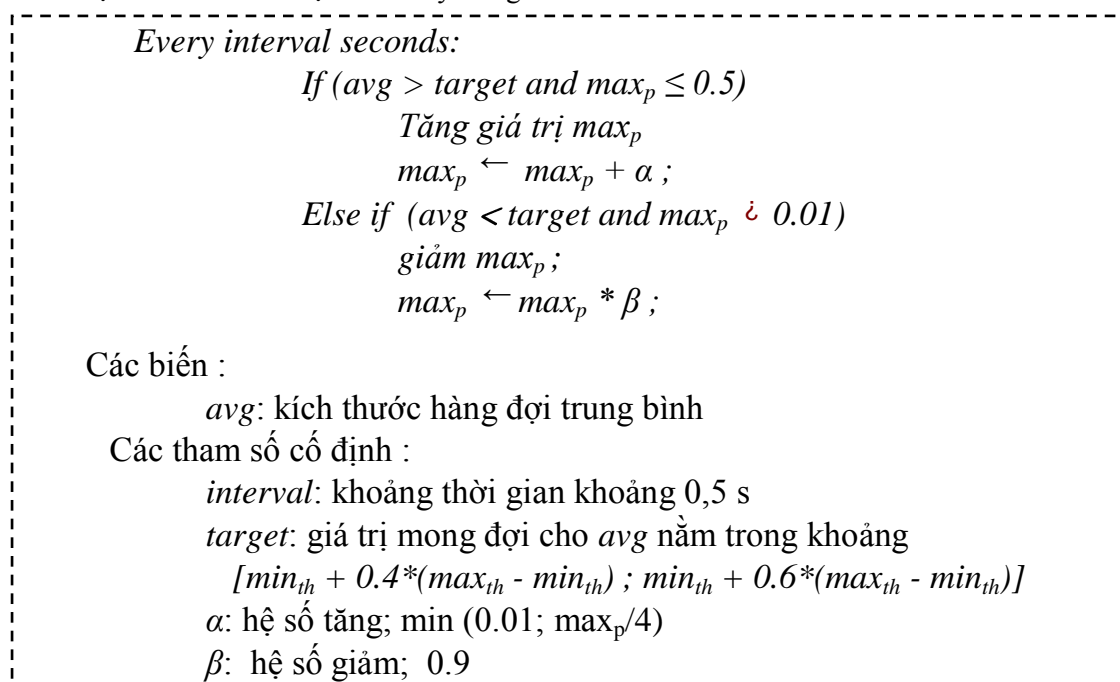 Every interval seconds:
If (avg > target and maxp ≤ 0.5)
Tăng giá trị maxp
maxp ← maxp + α ;
Else if (avg < target and maxp ¿ 0.01)
giảm maxp ;
maxp ← maxp * β ;
Các biến :
avg: kích thước hàng đợi trung bình
Các tham số cố định :
interval: khoảng thời gian khoảng 0,5 s
target: giá trị mong đợi cho avg nằm trong khoảng
[minth + 0.4*(maxth - minth) ; minth + 0.6*(maxth - minth)]
α: hệ số tăng; min (0.01; maxp/4)
β: hệ số giảm; 0.9